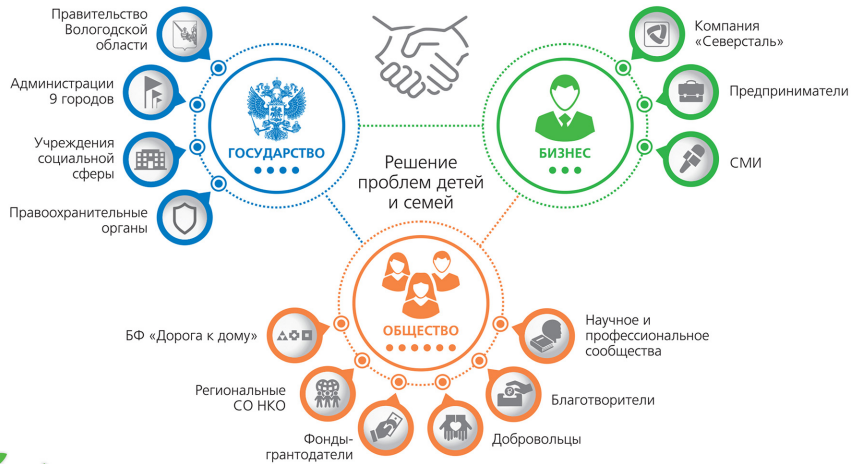 Правительство
Вологодской
области
Администрации
9 городов
Учреждения
социальной
сферы
Правоохранительные
органы
ГОСУДАРСТВО
Решение
проблем детей
и семей
БИЗНЕС
Компания
«Северсталь»
Предприниматели
СМИ
ОБЩЕСТВО
БФ «Дорога к дому»
Региональные
СО НКО
Фонды-
грантодатели
Добровольцы
Благотворители
Научное и
профессиональное
сообщества